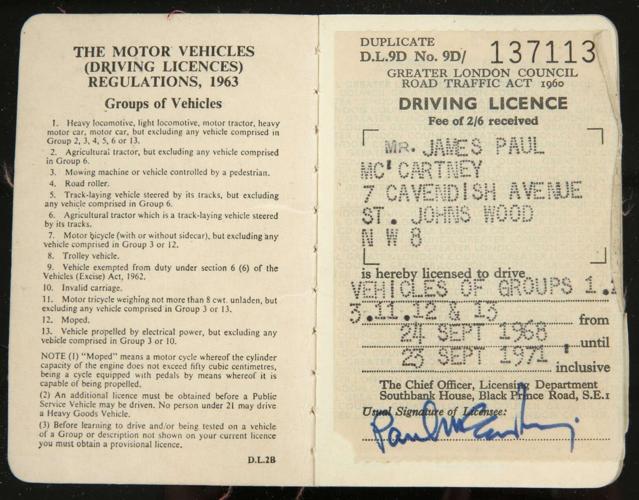 THE MOTOR VEHICLES
(DRIVING LICENCES)
REGULATIONS, 1963
Groups of Vehicles
1. Heavy locomotive, light locomotive, motor tractor, heavy
motor car, motor car, but excluding any vehicle comprised in
Group 2, 3, 4, 5, 6 or 13.
2. Agricultural tractor, but excluding any vehicle comprised
in Group 6.
3. Mowing machine or vehicle controlled by a pedestrian.
4. Road roller.
5. Track-laying vehicle steered by its tracks, but excluding
any vehicle comprised in Group 6.
6. Agricultural tractor which is a track-laying vehicle steered
by its tracks.
7. Motor bicycle (with or without sidecar), but excluding any
vehicle comprised in Group 3 or 12.
8. Trolley vehicle.
9. Vehicle exempted from duty under section 6 (6) of the
Vehicles (Excise) Act, 1962.
10. Invalid carriage.
11. Motor tricycle weighing not more than 8 cwt. unladen, but
excluding any vehicle comprised in Group 3 or 13.
12. Moped.
13. Vehicle propelled by electrical power, but excluding any
vehicle comprised in Group 3 or 10.
NOTE (1) "Moped" means a motor cycle whereof the cylinder
capacity of the engine does not exceed fifty cubic centimetres,
being a cycle equipped with pedals by means whereof it is
capable of being propelled.
(2) An additional licence must be obtained before a Public
Service Vehicle may be driven. No person under 21 may drive
a Heavy Goods Vehicle.
(3) Before learning to drive and/or being tested on a vehicle
of a Group or description not shown on your current licence
you must obtain a provisional licence.
D.L.2B
DUPLICATE
D.L.9D No. 9D/ 137113
GREATER LONDON COUNCIL
ROAD TRAFFIC ACT 1960
DRIVING LICENCE
Fee of 2/6 received
MR. JAMES PAUL
MC'CARTNEY
7 CAVENDISH AVENUE
ST. JOHNS WOOD
N W 8
is hereby licensed to drive
VEHICLES OF GROUPS 1.
3.11.12 & 13 from
24 SEPT 1968 until
23 SEPT 1971 inclusive
The Chief Officer, Licensing Department
Southbank House, Black Prince Road, S.E.1
Usual Signature of Licensee:
Paul McCartney